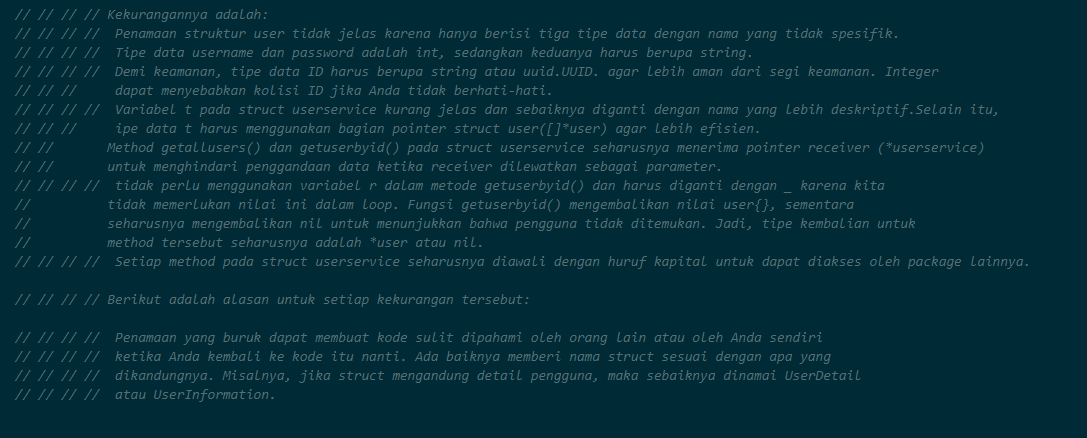 // // // // Kekurangannya adalah:
// // // //  Penamaan struktur user tidak jelas karena hanya berisi tiga tipe data dengan nama yang tidak spesifik.
// // // //  Tipe data username dan password adalah int, sedangkan keduanya harus berupa string.
// // // //  Demi keamanan, tipe data ID harus berupa string atau uuid.UUID. agar lebih aman dari segi keamanan. Integer
// // //     dapat menyebabkan kolisi ID jika Anda tidak berhati-hati.
// // // //  Variabel t pada struct userservice kurang jelas dan sebaiknya diganti dengan nama yang lebih deskriptif.Selain itu,
// // //     ipe data t harus menggunakan bagian pointer struct user([]*user) agar lebih efisien.
// //       Method getallusers() dan getuserbyid() pada struct userservice seharusnya menerima pointer receiver (*userservice)
// //       untuk menghindari penggandaan data ketika receiver dilewatkan sebagai parameter.
// // // //  tidak perlu menggunakan variabel r dalam metode getuserbyid() dan harus diganti dengan _ karena kita
//          tidak memerlukan nilai ini dalam loop. Fungsi getuserbyid() mengembalikan nilai user{}, sementara
//          seharusnya mengembalikan nil untuk menunjukkan bahwa pengguna tidak ditemukan. Jadi, tipe kembalian untuk
//          method tersebut seharusnya adalah *user atau nil.
// // // //  Setiap method pada struct userservice seharusnya diawali dengan huruf kapital untuk dapat diakses oleh package lainnya.
// // // // Berikut adalah alasan untuk setiap kekurangan tersebut:
// // // //  Penamaan yang buruk dapat membuat kode sulit dipahami oleh orang lain atau oleh Anda sendiri
// // // //  ketika Anda kembali ke kode itu nanti. Ada baiknya memberi nama struct sesuai dengan apa yang
// // // //  dikandungnya. Misalnya, jika struct mengandung detail pengguna, maka sebaiknya dinamai UserDetail
// // // //  atau UserInformation.